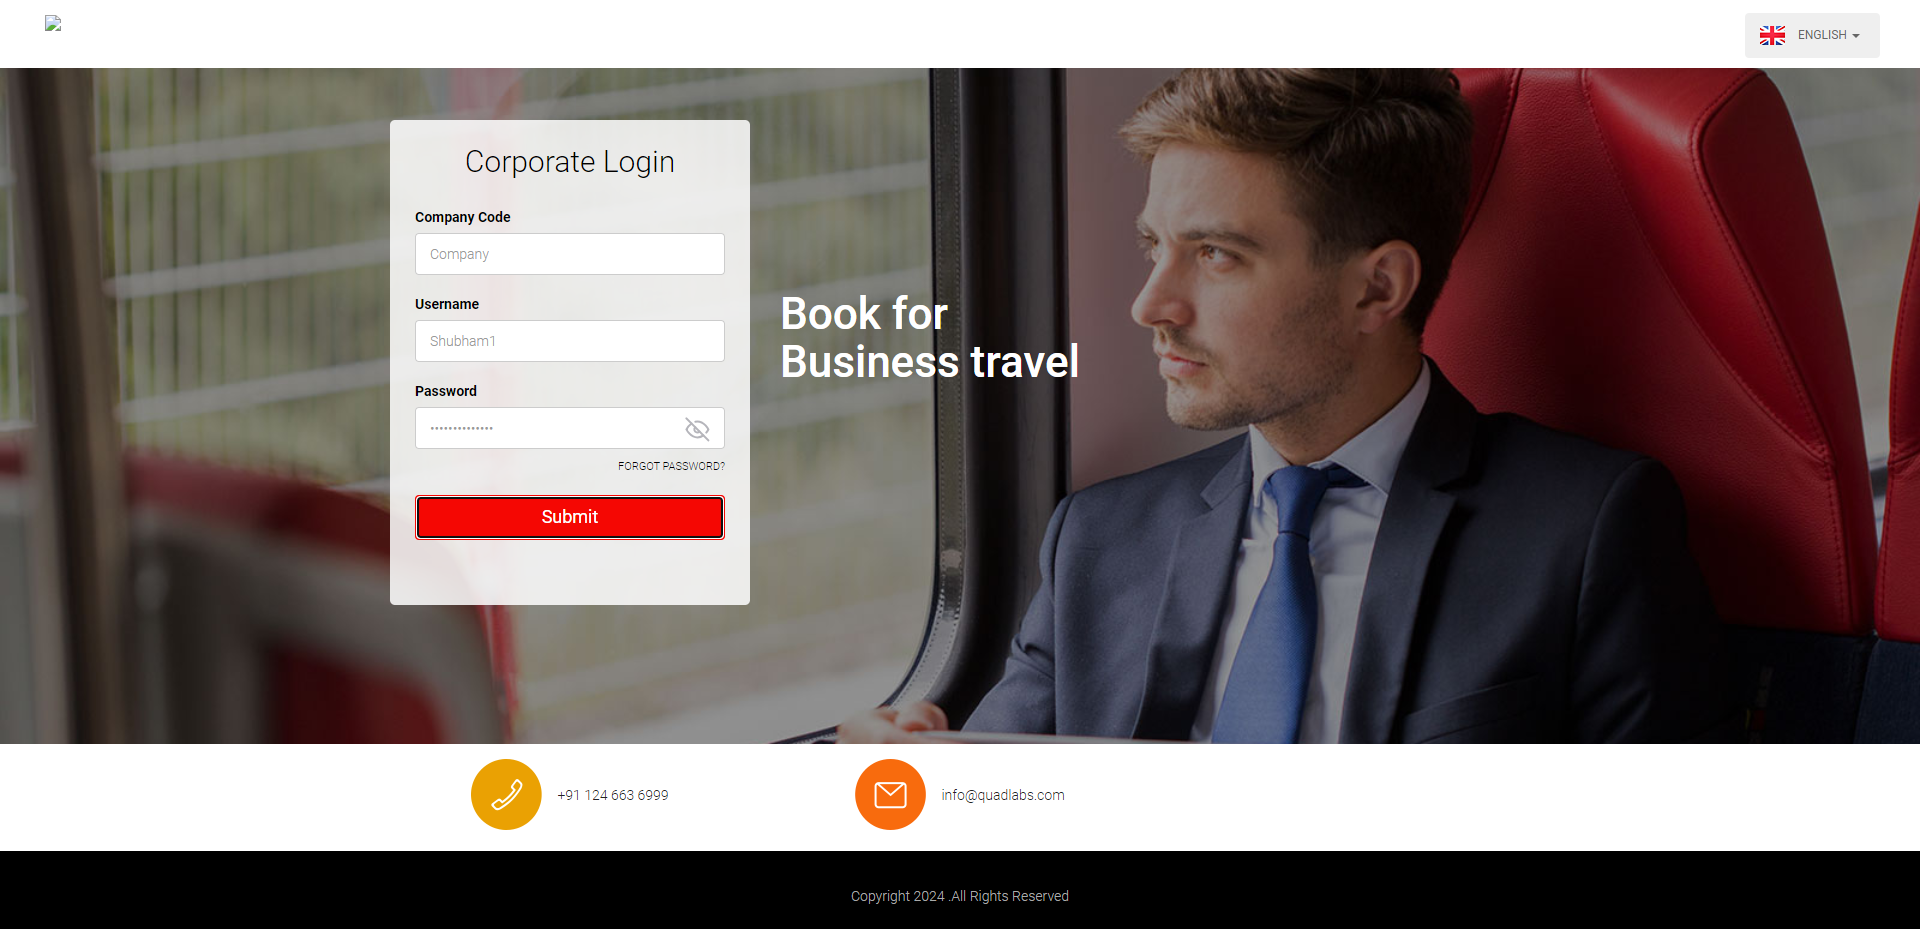 ENGLISH
Corporate Login
Company Code
Company
Username
Shubham1
Password
••••••••••••••
FORGOT PASSWORD?
Submit
Book for
Business travel
+91 124 663 6999
info@quadlabs.com
Copyright 2024 .All Rights Reserved